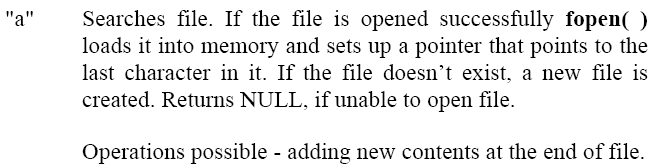 "a" Searches file. If the file is opened successfully fopen( )
loads it into memory and sets up a pointer that points to the
last character in it. If the file doesn’t exist, a new file is
created. Returns NULL, if unable to open file.
Operations possible - adding new contents at the end of file.